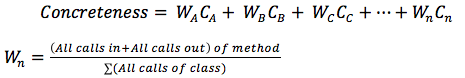 Concreteness = W_A C_A + W_B C_B + W_C C_C + ⋯ + W_n C_n
W_n = (All calls in+All calls out) of method / ∑(All calls of class)